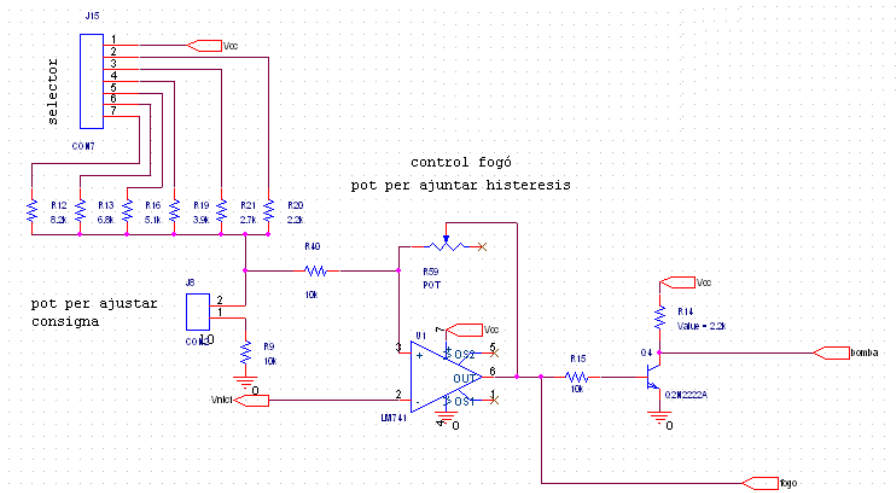 J15
1
Vcc
2
3
4
5
6
7
selector
CON7
R12
8.2k
R13
6.8k
R16
5.1k
R19
3.9k
R21
2.7k
R20
2.2k
control fogó
pot per ajuntar histeresis
R40
10k
R59
POT
J8
2
1
CON2
10
pot per ajustar
consigna
R9
10k
0
U1
7
Vcc
3
+
OS2
5
OUT
6
2
-
OS1
1
LM741
4
0
R15
10k
Vcc
R14
Value = 2.2k
Q4
Q2N2222A
0
bomba
fogo